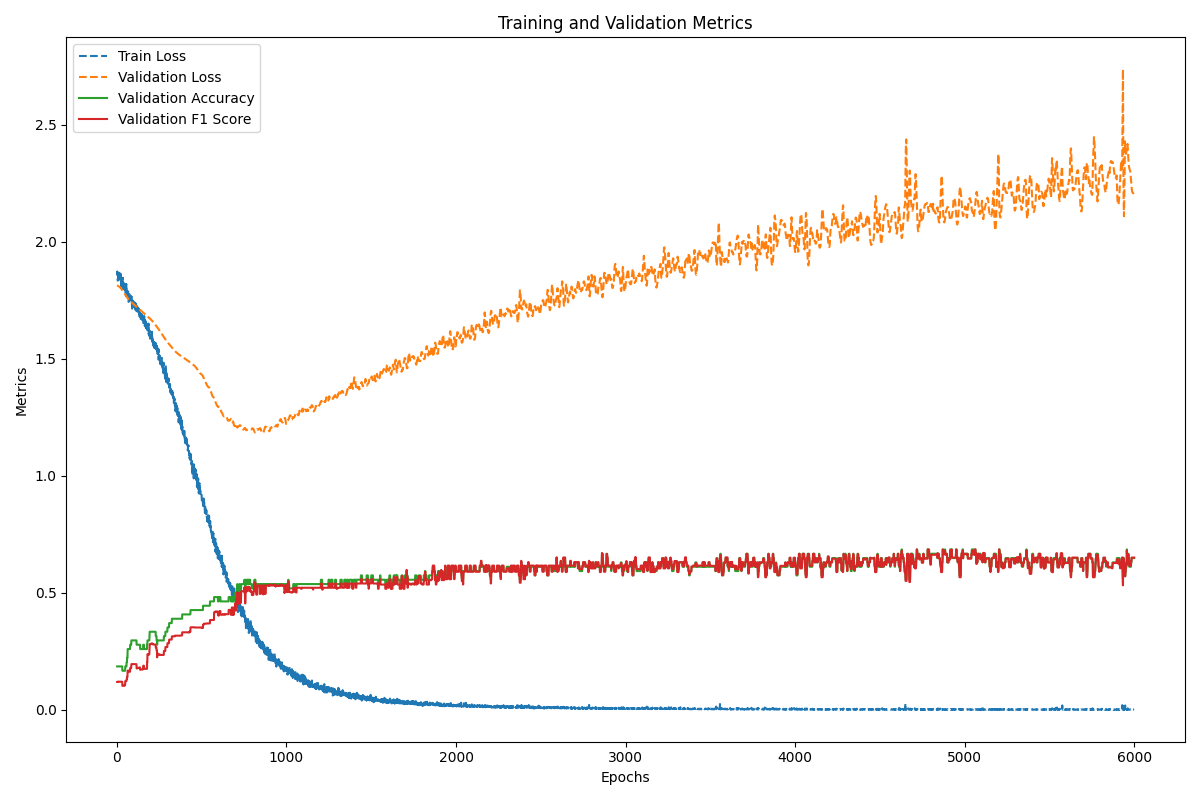 Training and Validation Metrics
Train Loss
Validation Loss
Validation Accuracy
Validation F1 Score
Metrics
2.5
2.0
1.5
1.0
0.5
0.0
0 1000 2000 3000 4000 5000 6000
Epochs